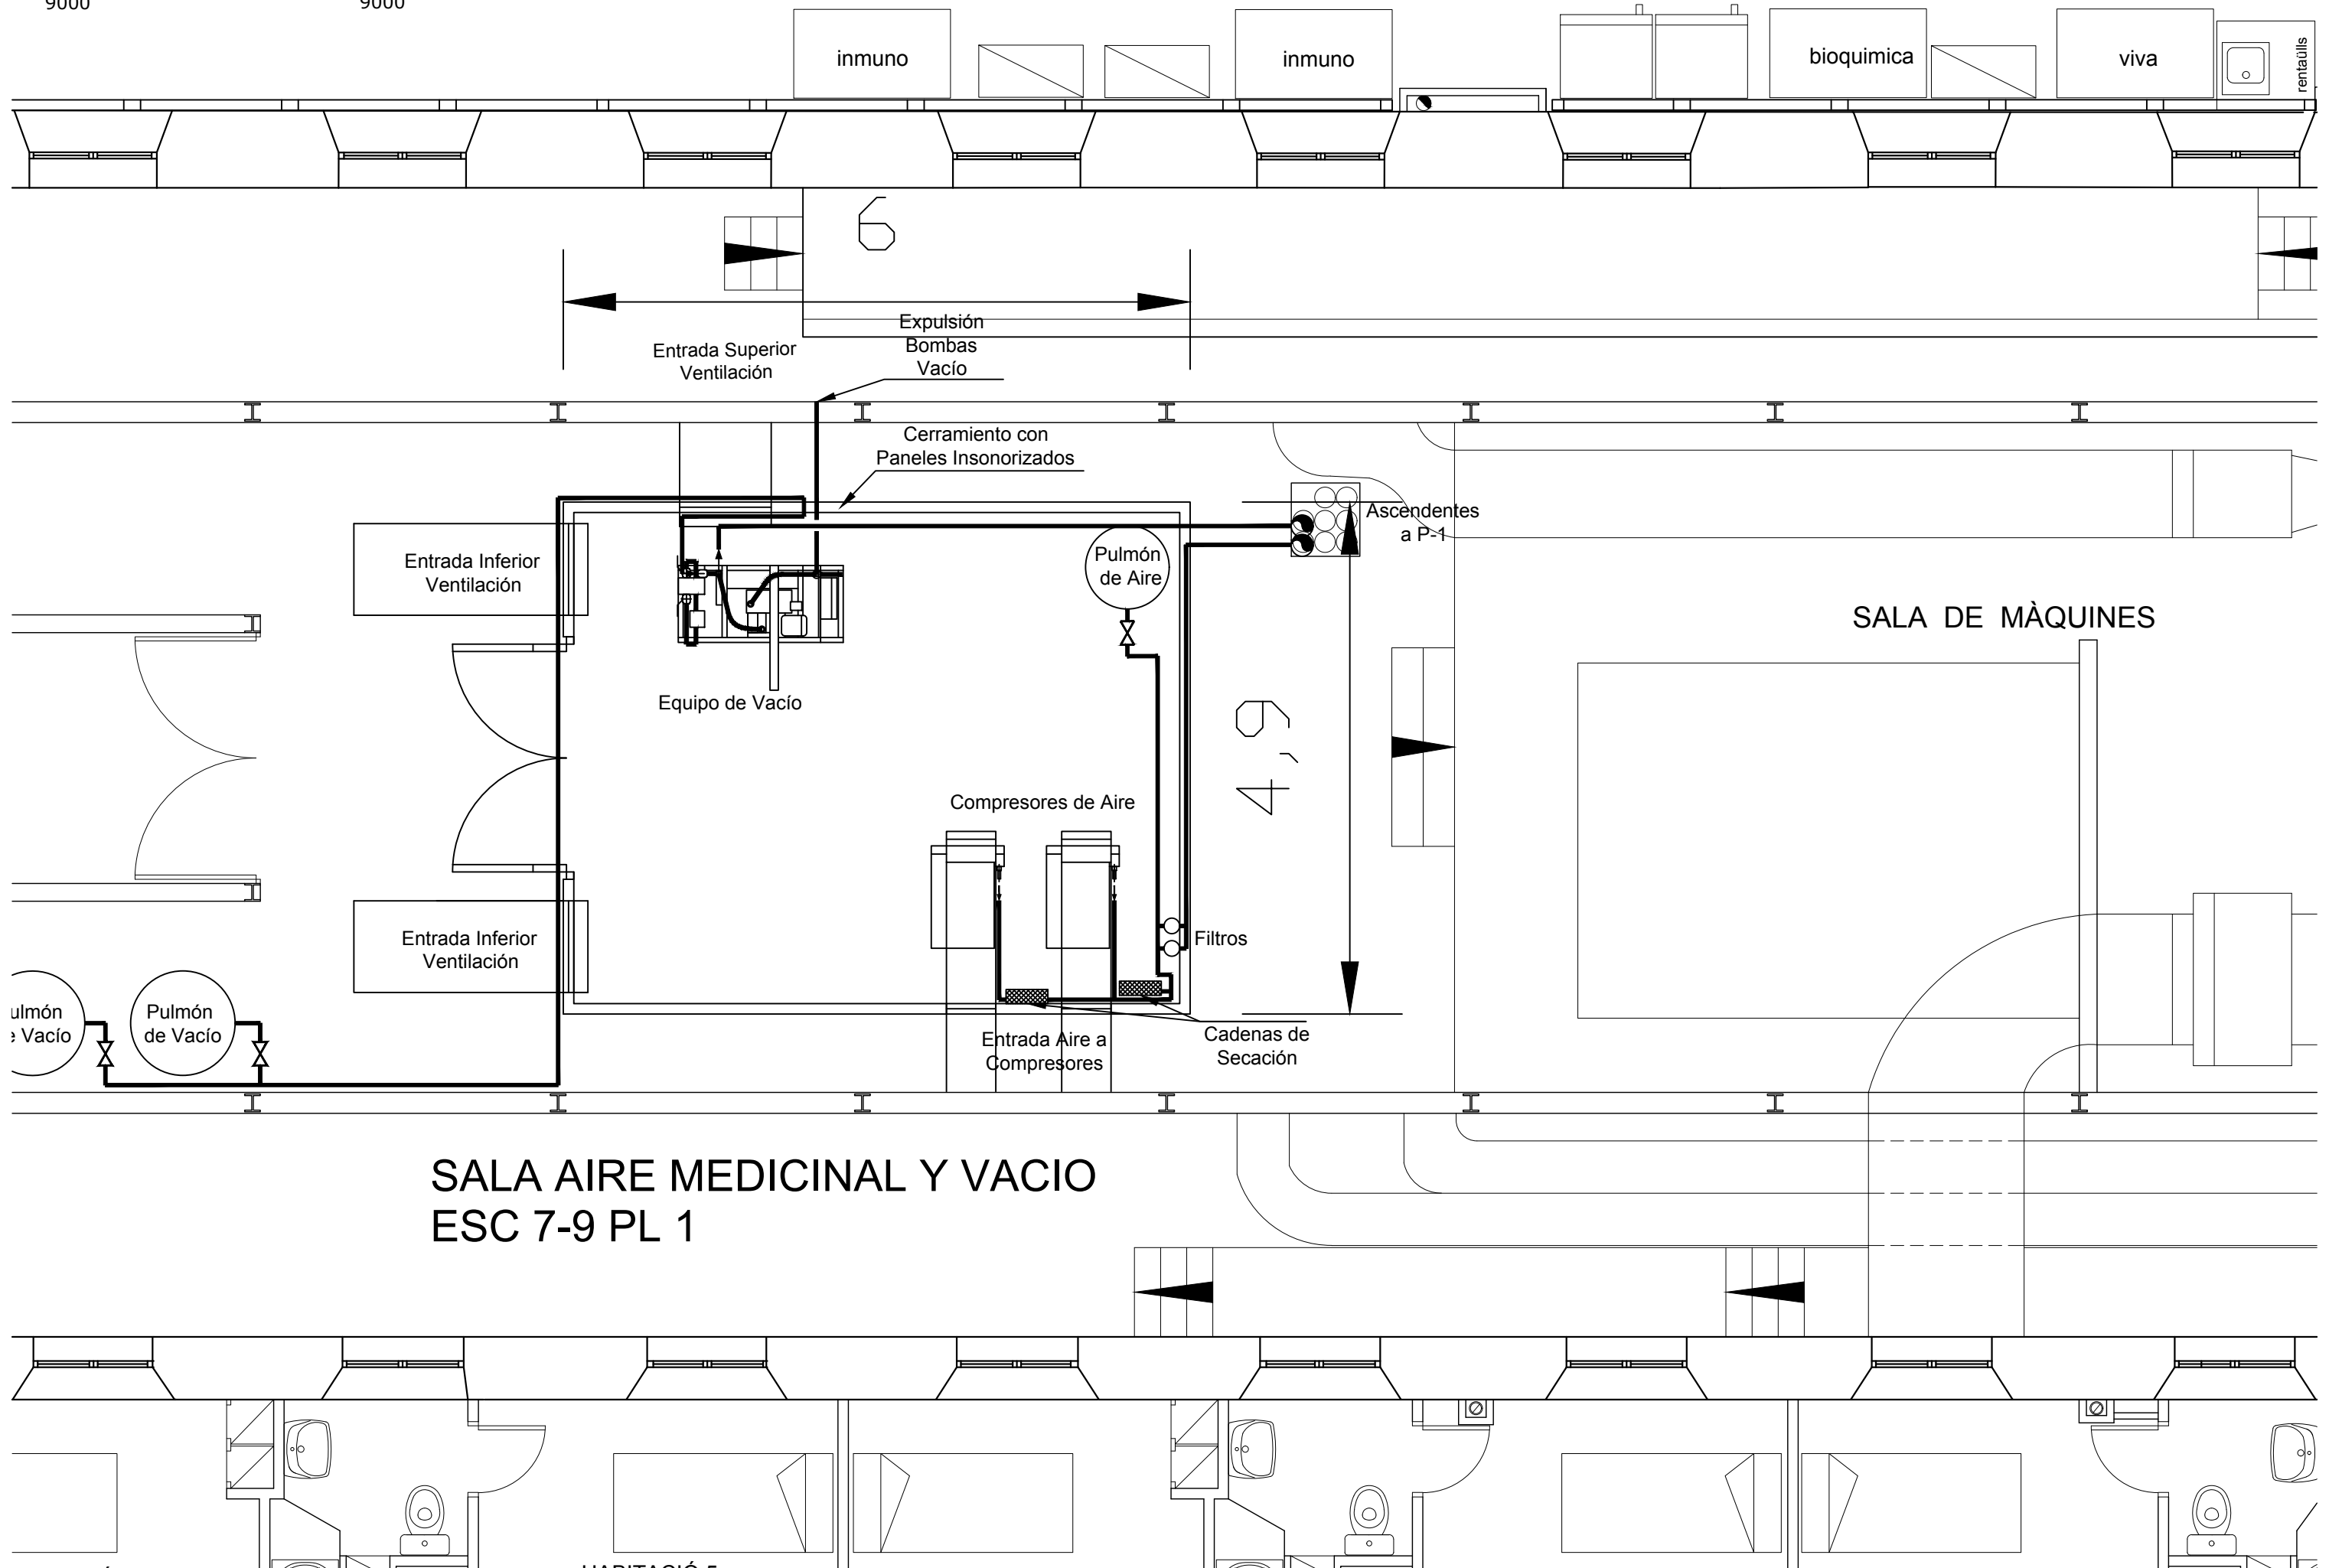 9000
9000
inmuno
inmuno
bioquimica
viva
rentaülls
6
Expulsión
Bombas
Vacío
Entrada Superior
Ventilación
Cerramiento con
Paneles Insonorizados
Ascendentes
a P-1
Pulmón
de Aire
Entrada Inferior
Ventilación
SALA DE MÀQUINES
Equipo de Vacío
4,9
Compresores de Aire
Filtros
Entrada Inferior
Ventilación
Pulmón
de Vacío
Vacío
Entrada Aire a
Compresores
Cadenas de
Secación
SALA AIRE MEDICINAL Y VACIO
ESC 7-9 PL 1